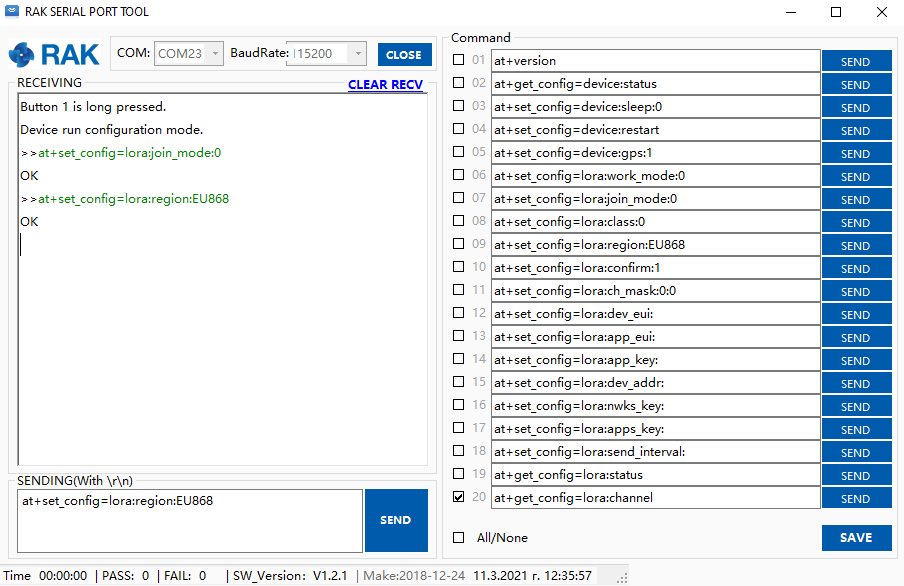 RAK SERIAL PORT TOOL
RAK
COM: COM23 BaudRate: 115200 CLOSE
RECEIVING CLEAR RECV
Button 1 is long pressed.
Device run configuration mode.
>>at+set_config=lora:join_mode:0
OK
>>at+set_config=lora:region:EU868
OK
SENDING(With \r\n)
at+set_config=lora:region:EU868
SEND
Command
01 at+version SEND
02 at+get_config=device:status SEND
03 at+set_config=device:sleep:0 SEND
04 at+set_config=device:restart SEND
05 at+set_config=device:gps:1 SEND
06 at+set_config=lora:work_mode:0 SEND
07 at+set_config=lora:join_mode:0 SEND
08 at+set_config=lora:class:0 SEND
09 at+set_config=lora:region:EU868 SEND
10 at+set_config=lora:confirm:1 SEND
11 at+set_config=lora:ch_mask:0:0 SEND
12 at+set_config=lora:dev_eui: SEND
13 at+set_config=lora:app_eui: SEND
14 at+set_config=lora:app_key: SEND
15 at+set_config=lora:dev_addr: SEND
16 at+set_config=lora:nwks_key: SEND
17 at+set_config=lora:apps_key: SEND
18 at+set_config=lora:send_interval: SEND
19 at+get_config=lora:status SEND
20 at+get_config=lora:channel SEND
All/None SAVE
Time 00:00:00 | PASS: 0 | FAIL: 0 | SW_Version: V1.2.1 | Make:2018-12-24 11.3.2021 г. 12:35:57